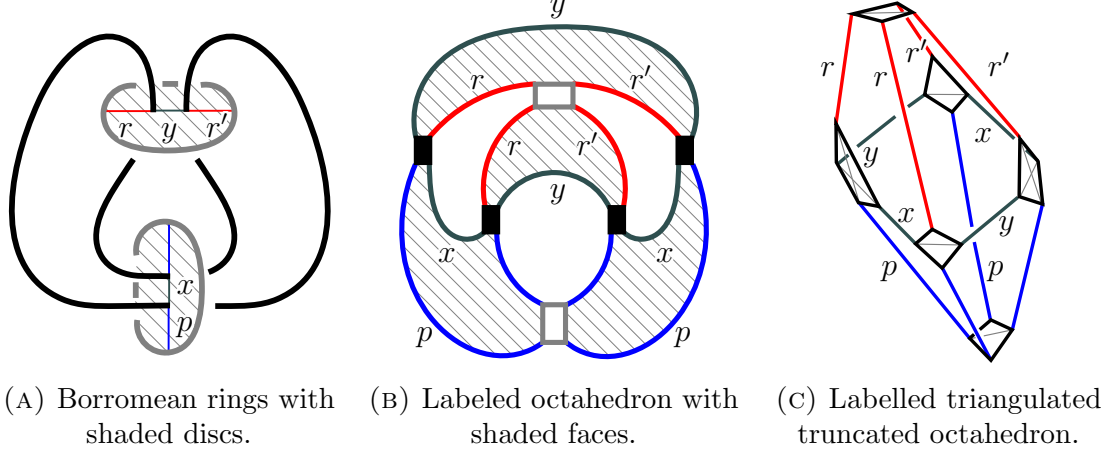 r y r′
x
p
y
r r′
r r′
y
x x
p p
r r r′ r′
y x
x y
p p
(A) Borromean rings with shaded discs.
(B) Labeled octahedron with shaded faces.
(C) Labelled triangulated truncated octahedron.